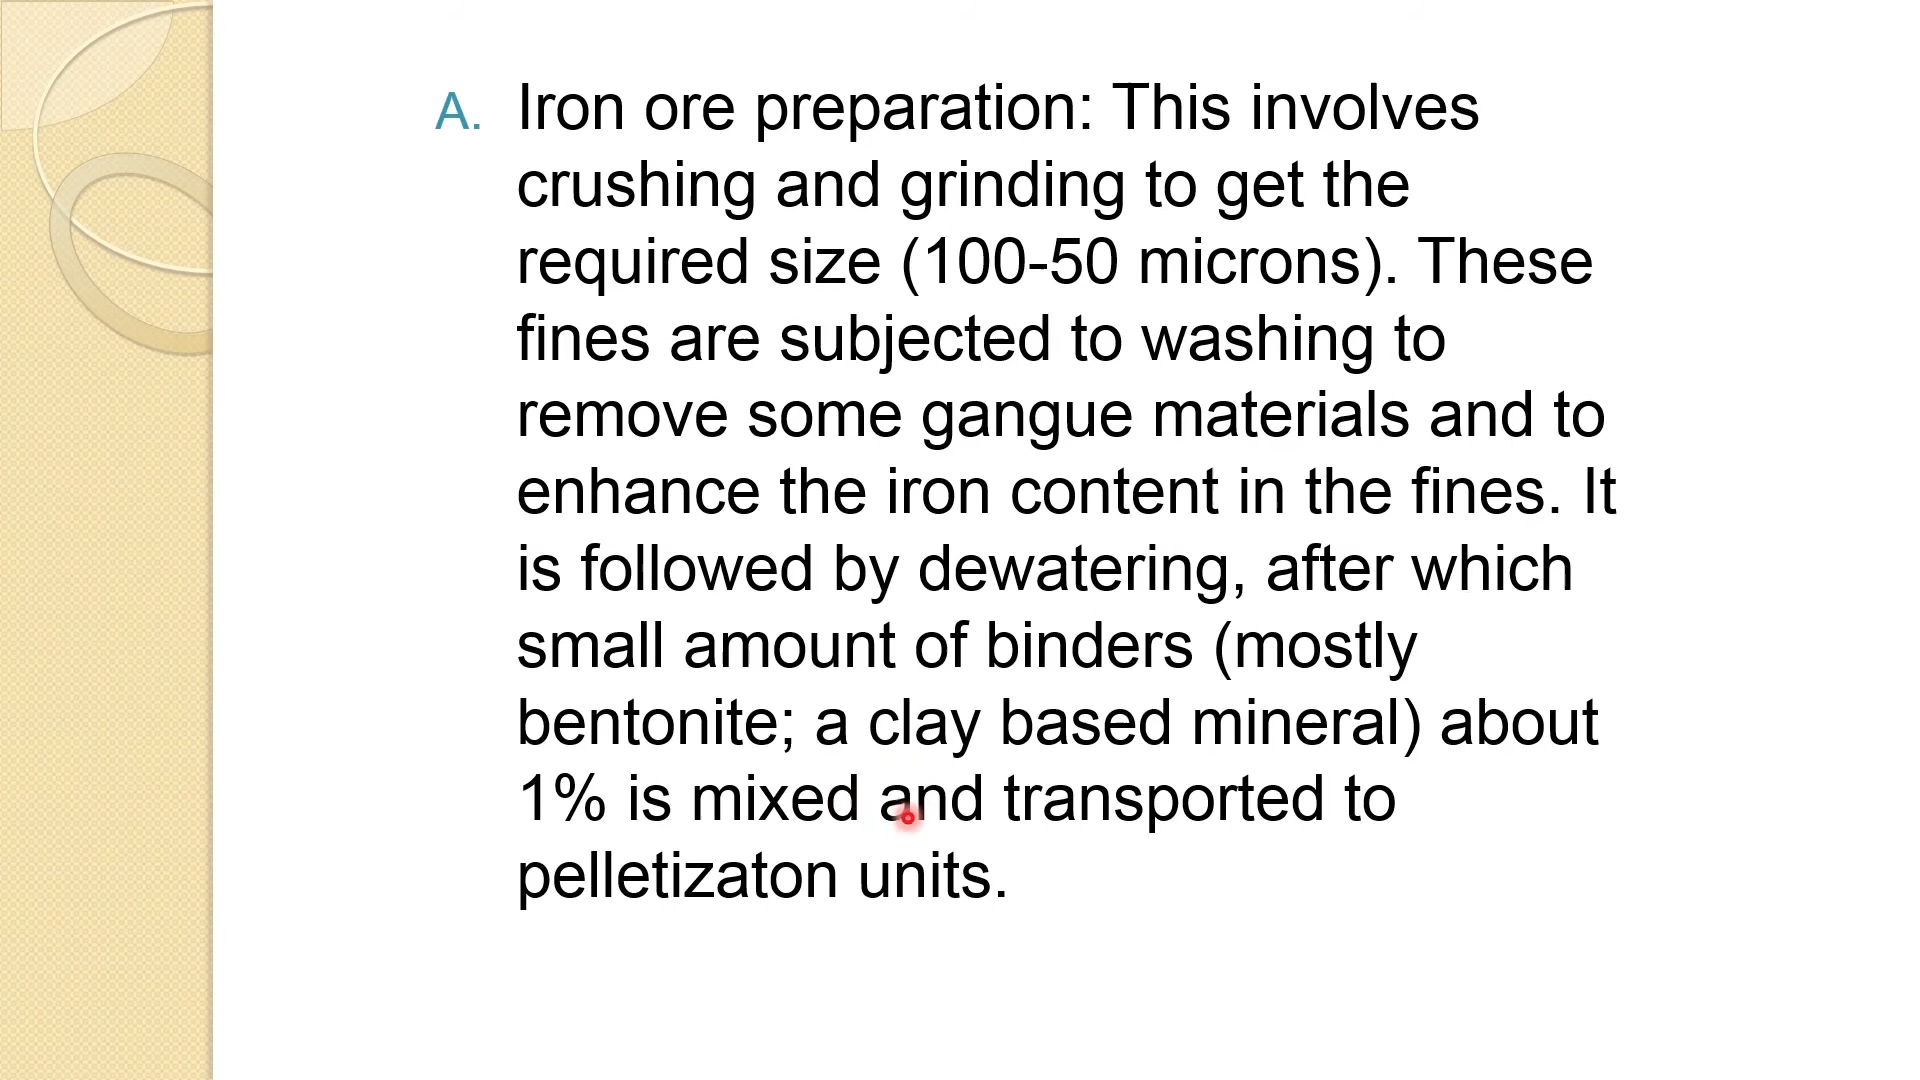 A. Iron ore preparation: This involves
crushing and grinding to get the
required size (100-50 microns). These
fines are subjected to washing to
remove some gangue materials and to
enhance the iron content in the fines. It
is followed by dewatering, after which
small amount of binders (mostly
bentonite; a clay based mineral) about
1% is mixed and transported to
pelletizaton units.